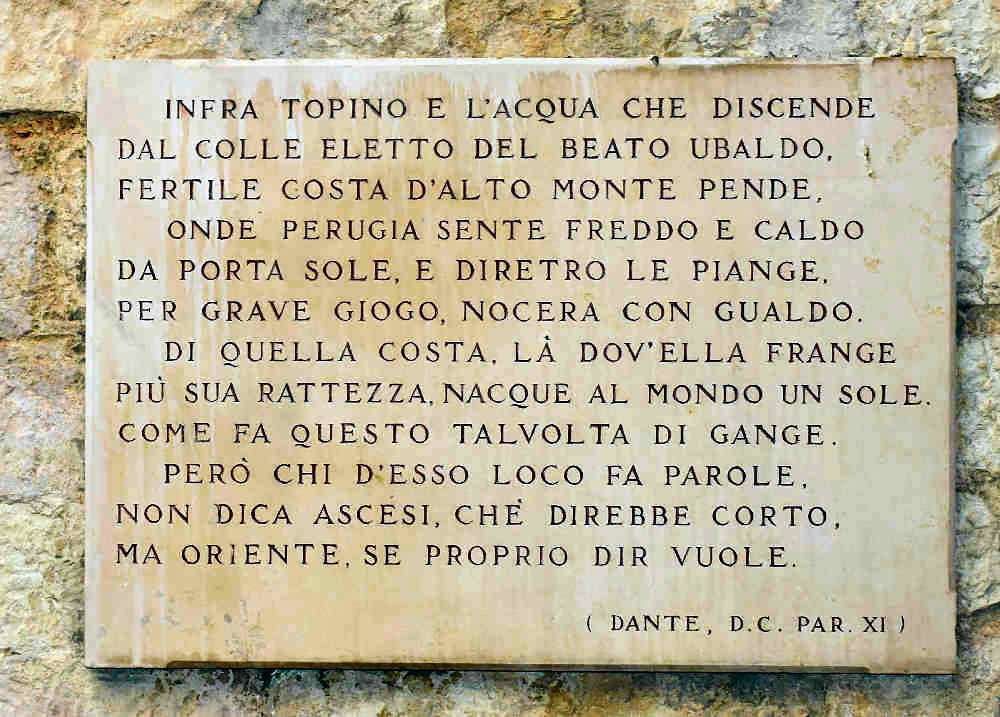 INFRA TOPINO E L'ACQUA CHE DISCENDE
DAL COLLE ELETTO DEL BEATO UBALDO,
FERTILE COSTA D'ALTO MONTE PENDE,
ONDE PERUGIA SENTE FREDDO E CALDO
DA PORTA SOLE, E DIRETRO LE PIANGE,
PER GRAVE GIOGO, NOCERA CON GUALDO.
DI QUELLA COSTA, LÀ DOV'ELLA FRANGE
PIÙ SUA RATTEZZA, NACQUE AL MONDO UN SOLE.
COME FA QUESTO TALVOLTA DI GANGE.
PERÒ CHI D'ESSO LOCO FA PAROLE,
NON DICA ASCÉSI, CHÈ DIREBBE CORTO,
MA ORIENTE, SE PROPRIO DIR VUOLE.
( DANTE, D.C. PAR. XI )